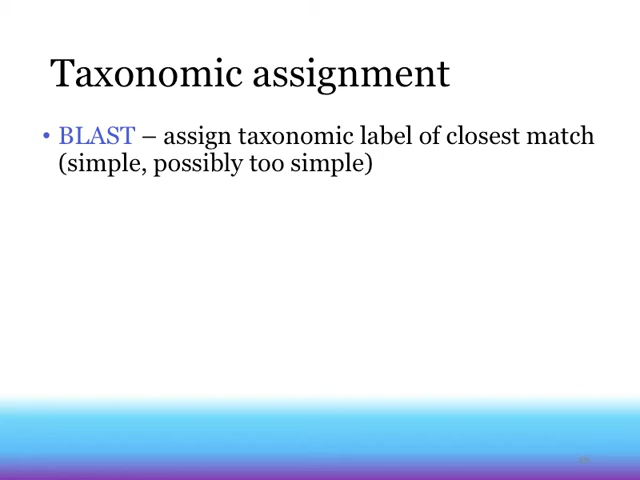 Taxonomic assignment
• BLAST – assign taxonomic label of closest match
(simple, possibly too simple)